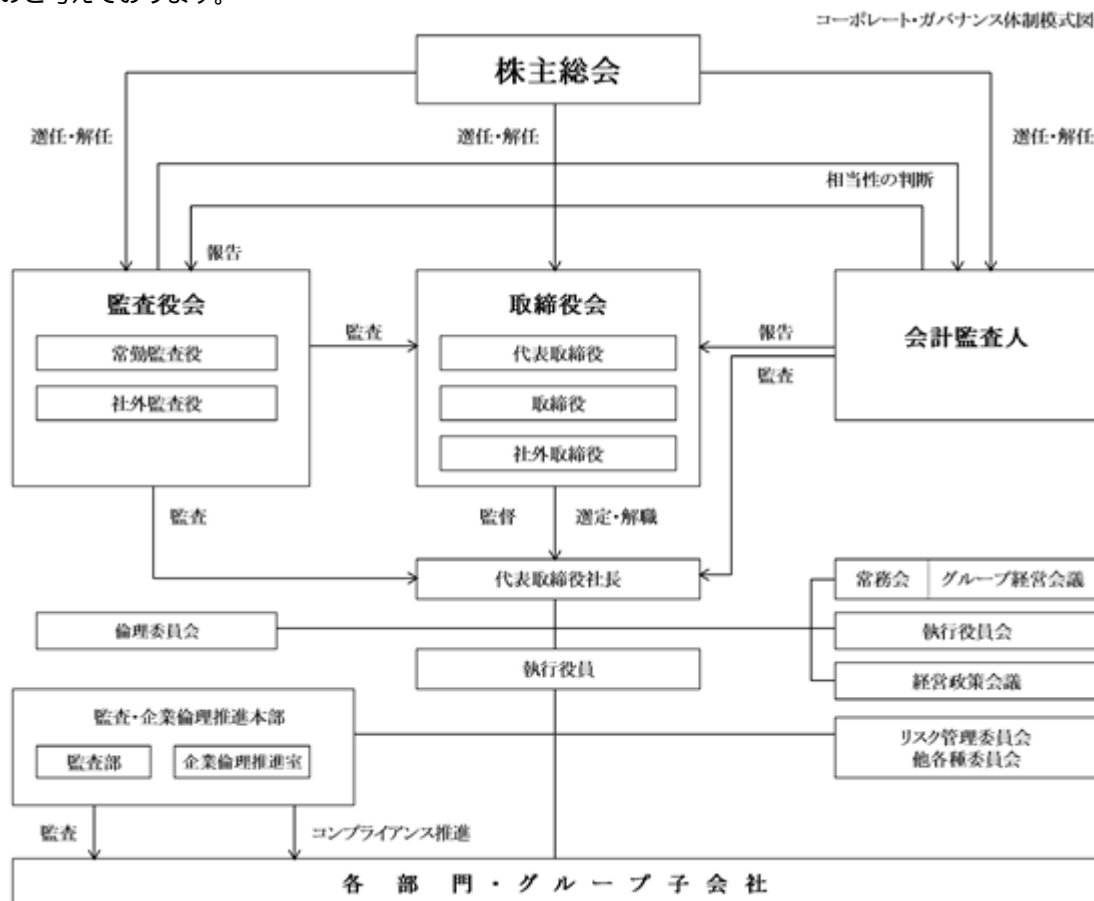 のと考えております。
コーポレート・ガバナンス体制模式図
株主総会
選任・解任
選任・解任
選任・解任
相当性の判断
報告
監査役会
常勤監査役
社外監査役
監査
取締役会
代表取締役
取締役
社外取締役
報告
監査
会計監査人
監査
監督
選定・解職
代表取締役社長
常務会
グループ経営会議
倫理委員会
執行役員会
執行役員
経営政策会議
監査・企業倫理推進本部
監査部
企業倫理推進室
リスク管理委員会
他各種委員会
監査
コンプライアンス推進
各部門・グループ子会社